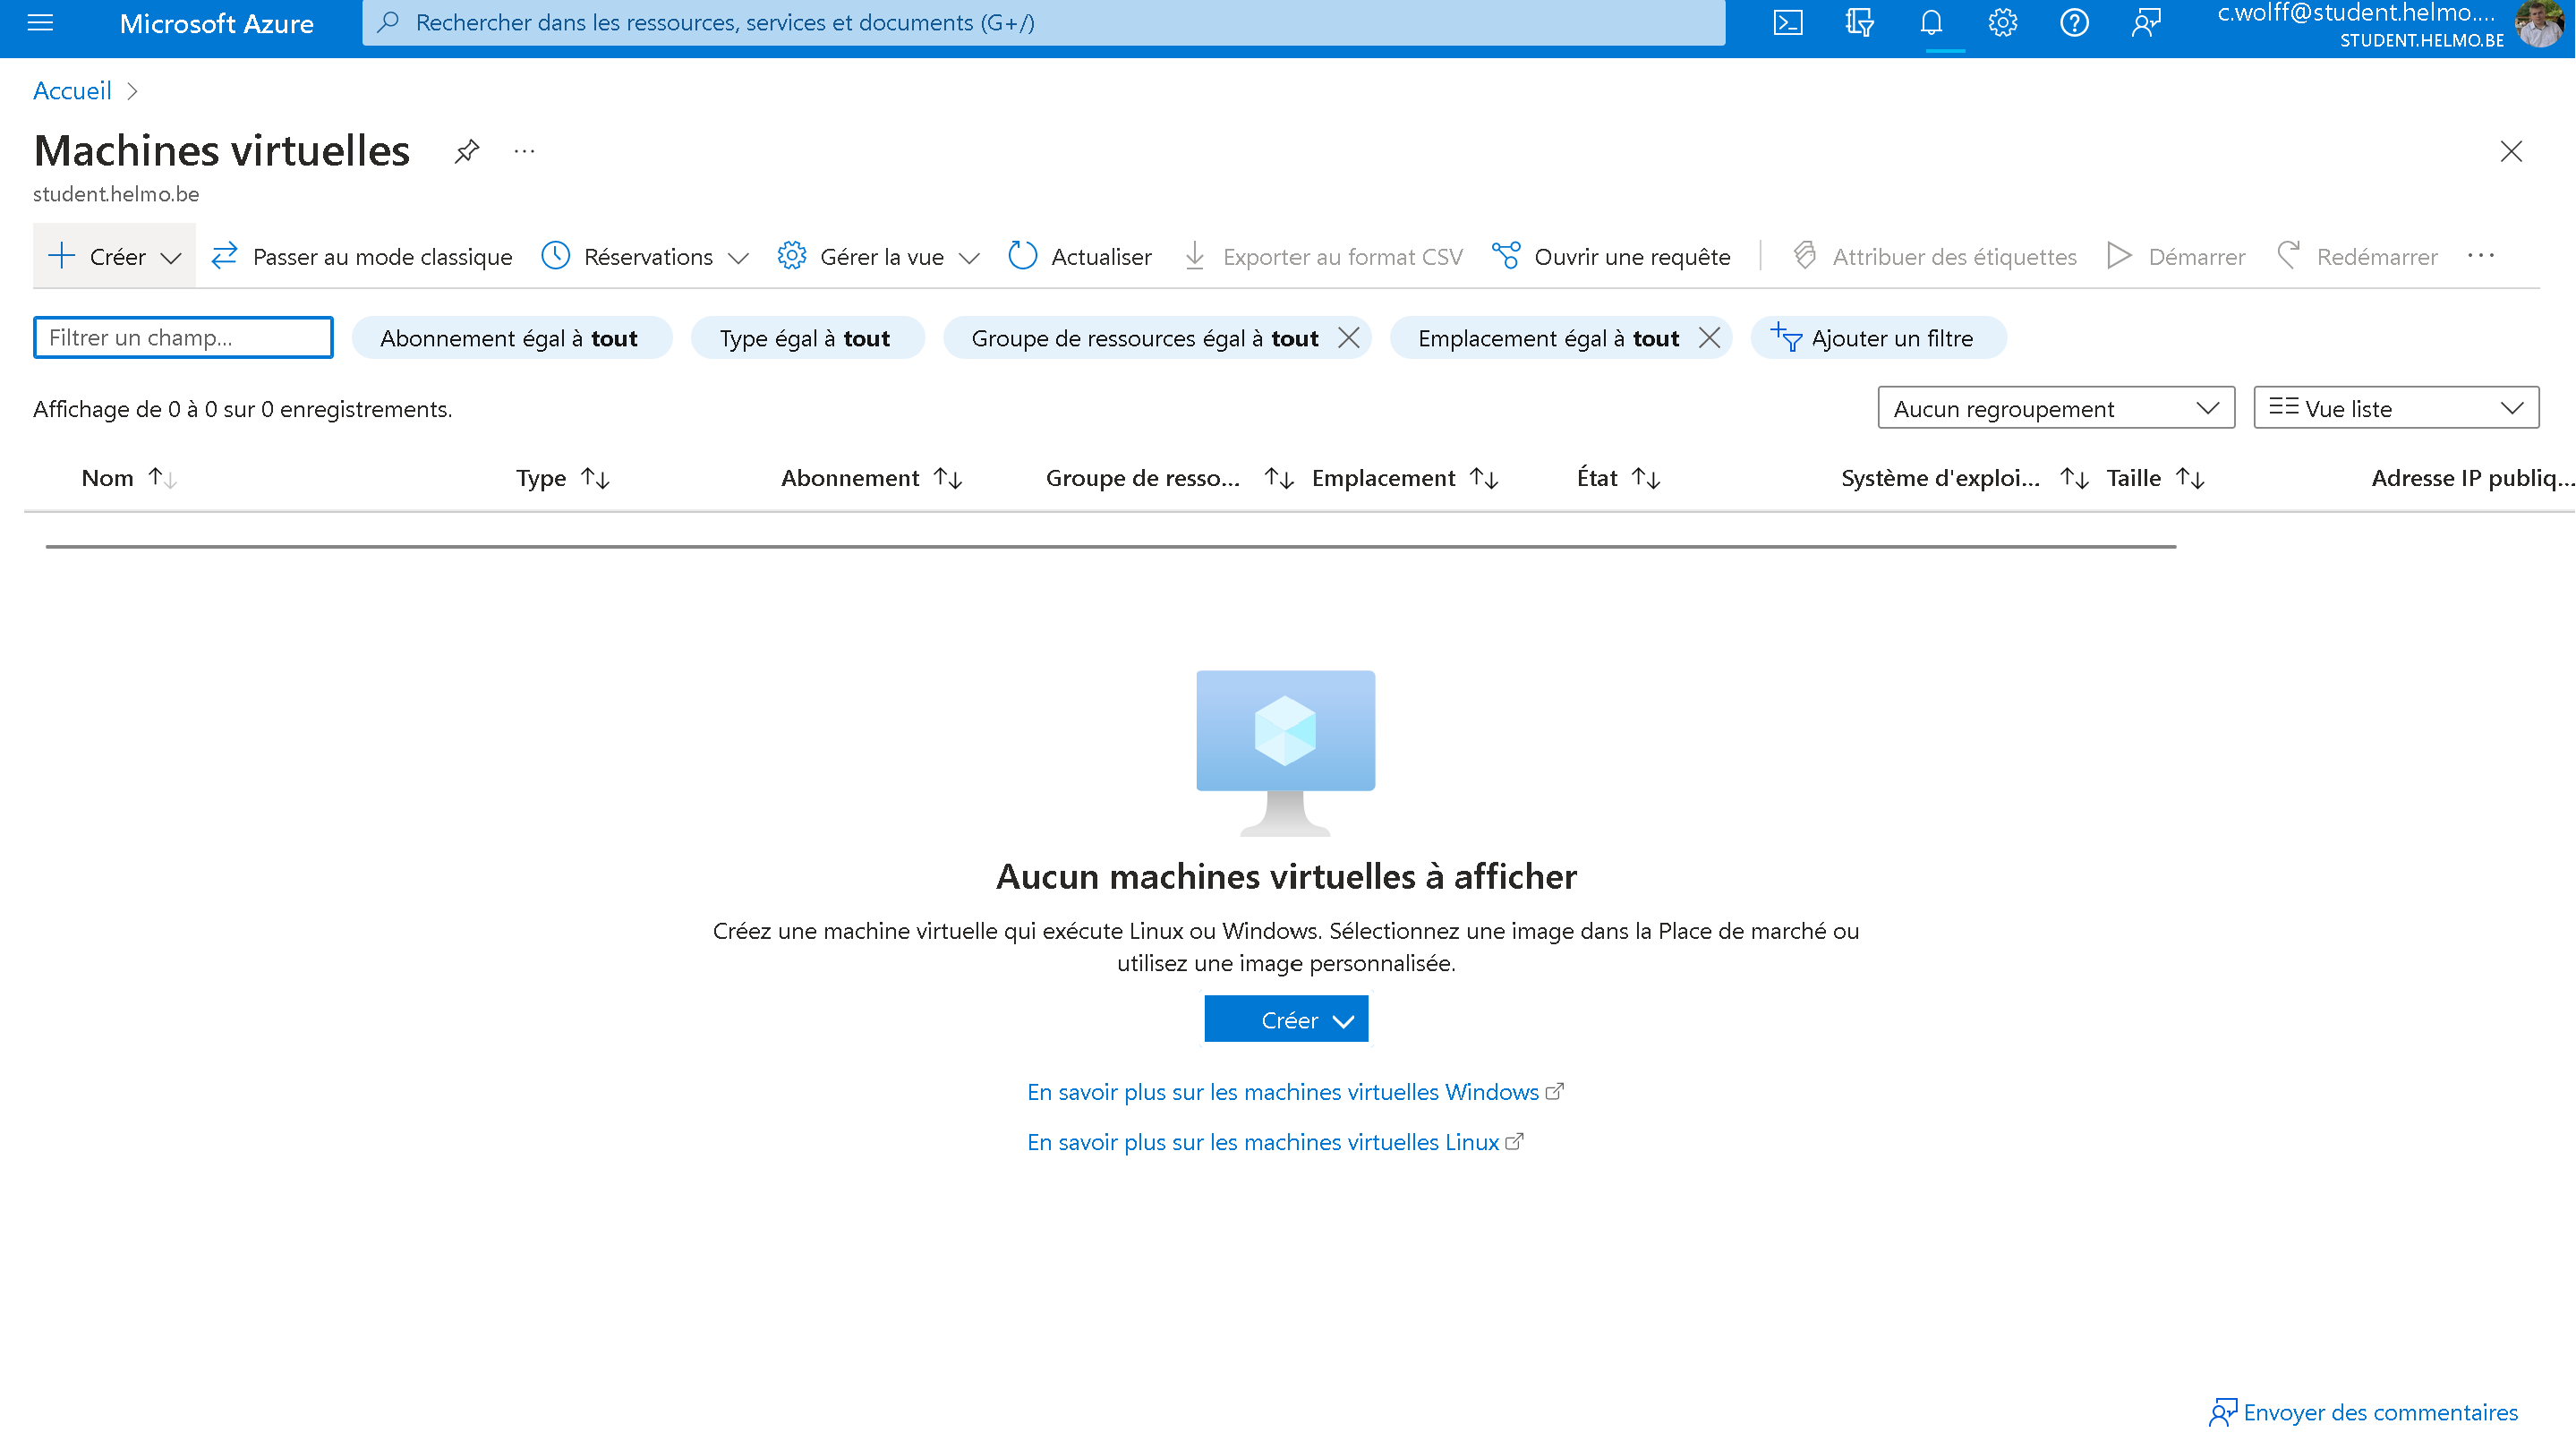 Microsoft Azure
Rechercher dans les ressources, services et documents (G+/)
c.wolff@student.helmo....
STUDENT.HELMO.BE
Accueil
Machines virtuelles
student.helmo.be
Créer
Passer au mode classique
Réservations
Gérer la vue
Actualiser
Exporter au format CSV
Ouvrir une requête
Attribuer des étiquettes
Démarrer
Redémarrer
Filtrer un champ...
Abonnement égal à tout
Type égal à tout
Groupe de ressources égal à tout
Emplacement égal à tout
Ajouter un filtre
Affichage de 0 à 0 sur 0 enregistrements.
Aucun regroupement
Vue liste
Nom
Type
Abonnement
Groupe de resso...
Emplacement
État
Système d'exploi...
Taille
Adresse IP publiq...
Aucun machines virtuelles à afficher
Créez une machine virtuelle qui exécute Linux ou Windows. Sélectionnez une image dans la Place de marché ou
utilisez une image personnalisée.
Créer
En savoir plus sur les machines virtuelles Windows
En savoir plus sur les machines virtuelles Linux
Envoyer des commentaires